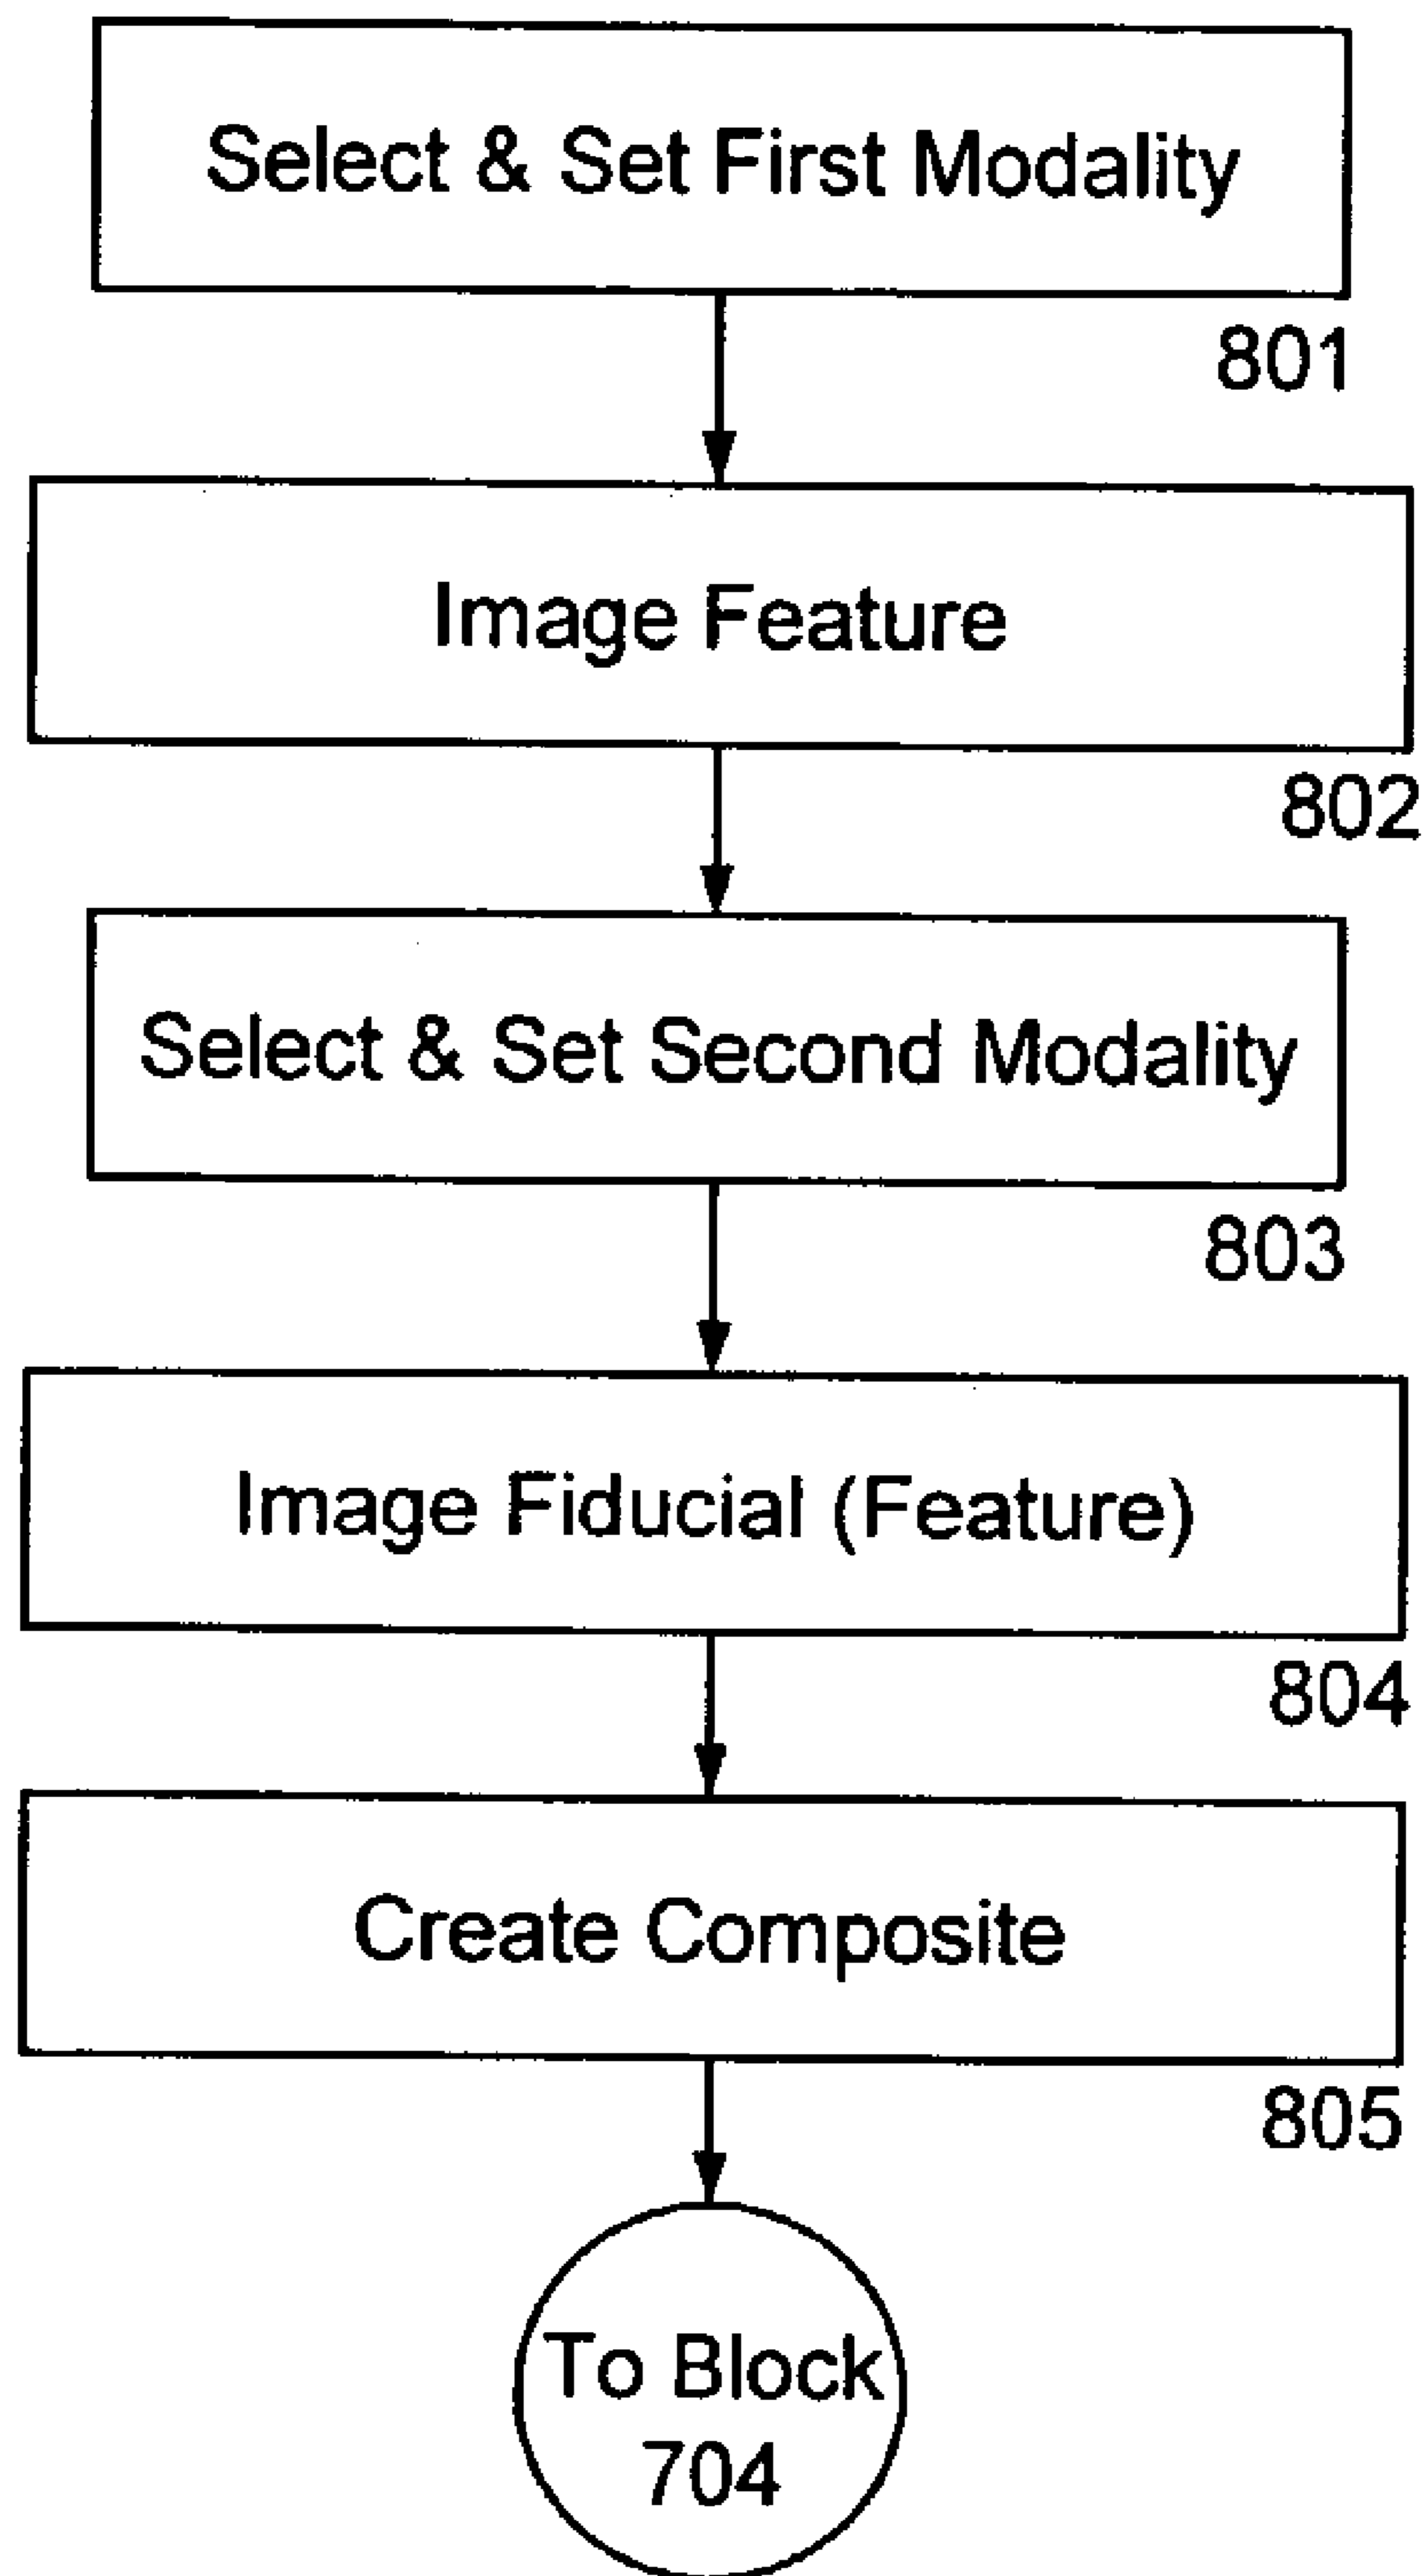 Select & Set First Modality
801
Image Feature
802
Select & Set Second Modality
803
Image Fiducial (Feature)
804
Create Composite
805
To Block
704